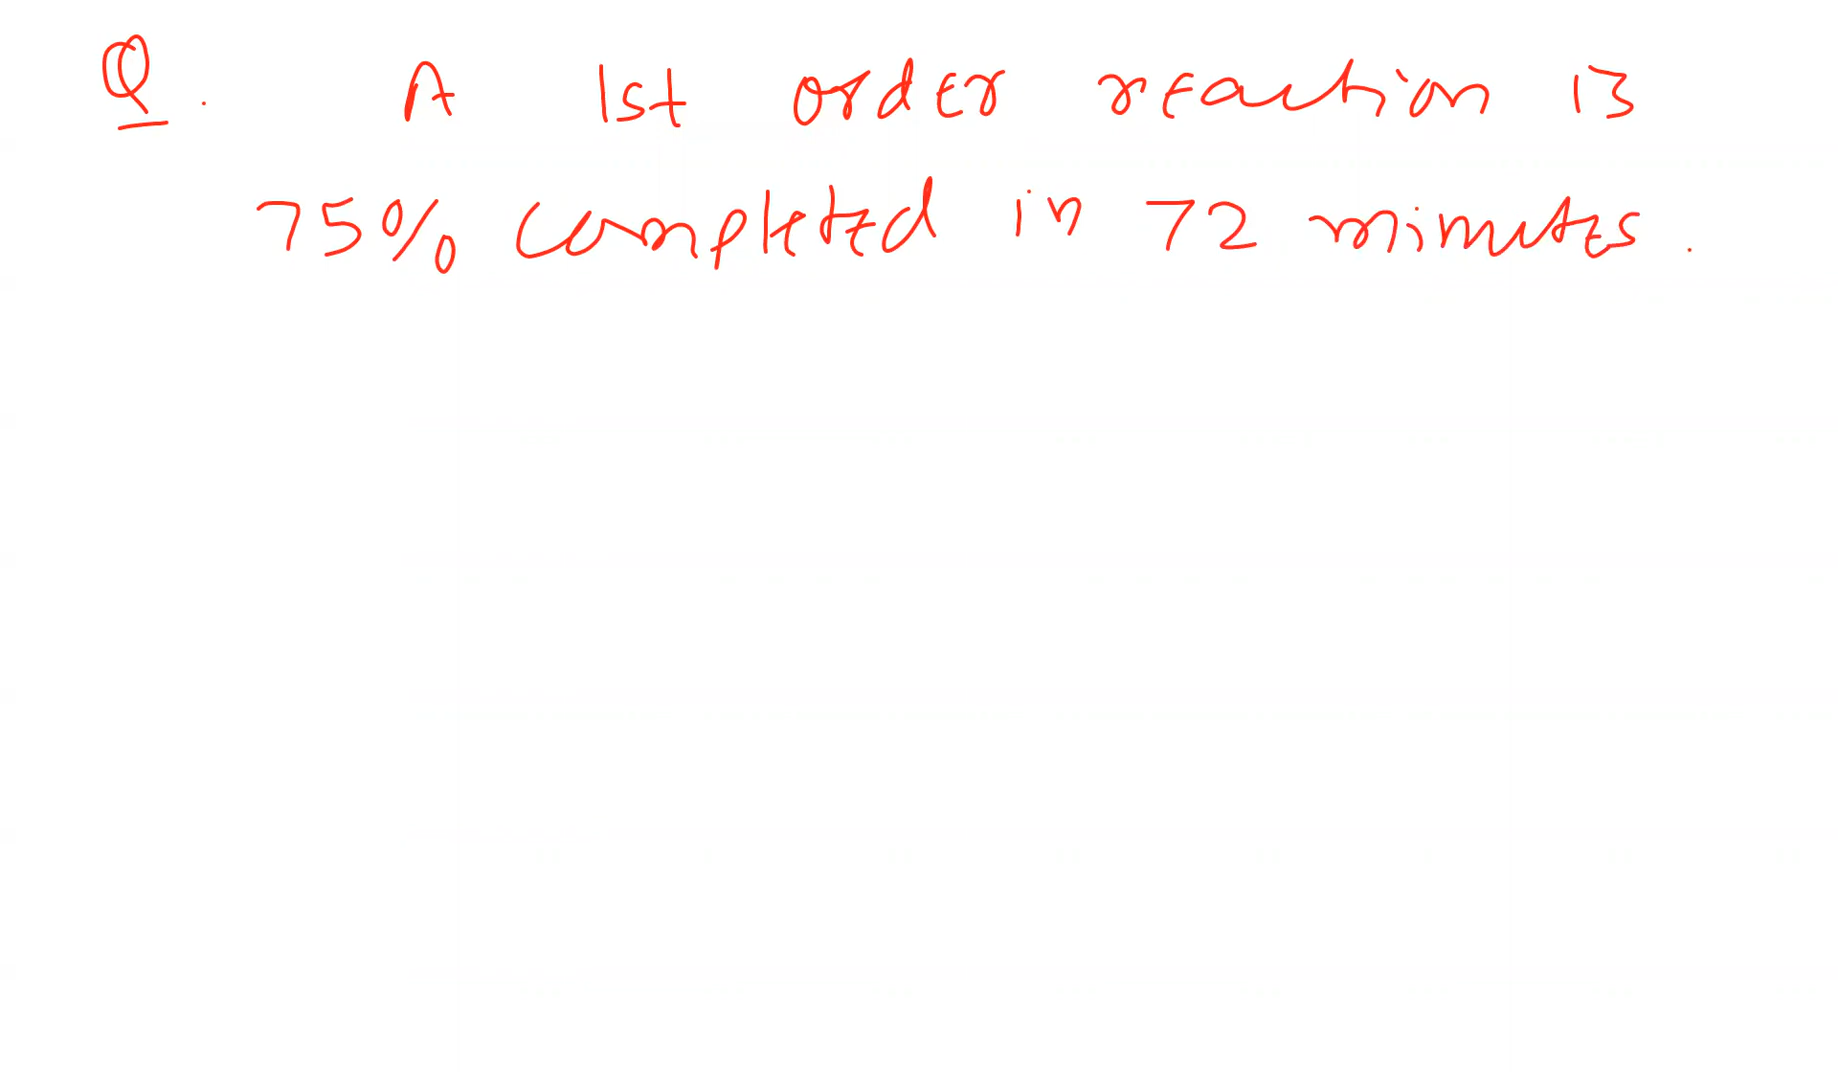 Q. A 1st order reaction is
75% completed in 72 minutes.